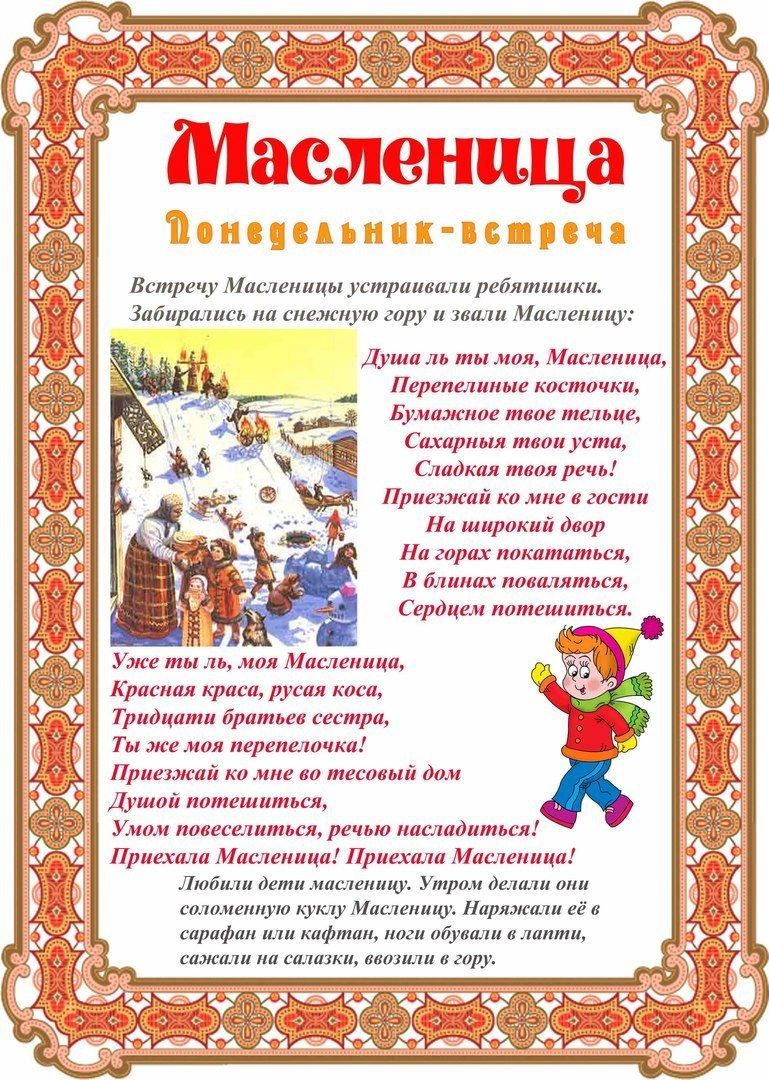 Масленица
Понедельник-встреча
Встречу Масленицы устраивали ребятишки.
Забирались на снежную гору и звали Масленицу:
Душа ль ты моя, Масленица,
Перепелиные косточки,
Бумажное твое тельце,
Сахарныя твои уста,
Сладкая твоя речь!
Приезжай ко мне в гости
На широкий двор
На горах покататься,
В блинах поваляться,
Сердцем потешиться.
Уже ты ль, моя Масленица,
Красная краса, русая коса,
Тридцати братьев сестра,
Ты же моя перепелочка!
Приезжай ко мне во тесовый дом
Душой потешиться,
Умом повеселиться, речью насладиться!
Приехала Масленица! Приехала Масленица!
Любили дети масленицу. Утром делали они
соломенную куклу Масленицу. Наряжали её в
сарафан или кафтан, ноги обували в лапти,
сажали на салазки, ввозили в гору.